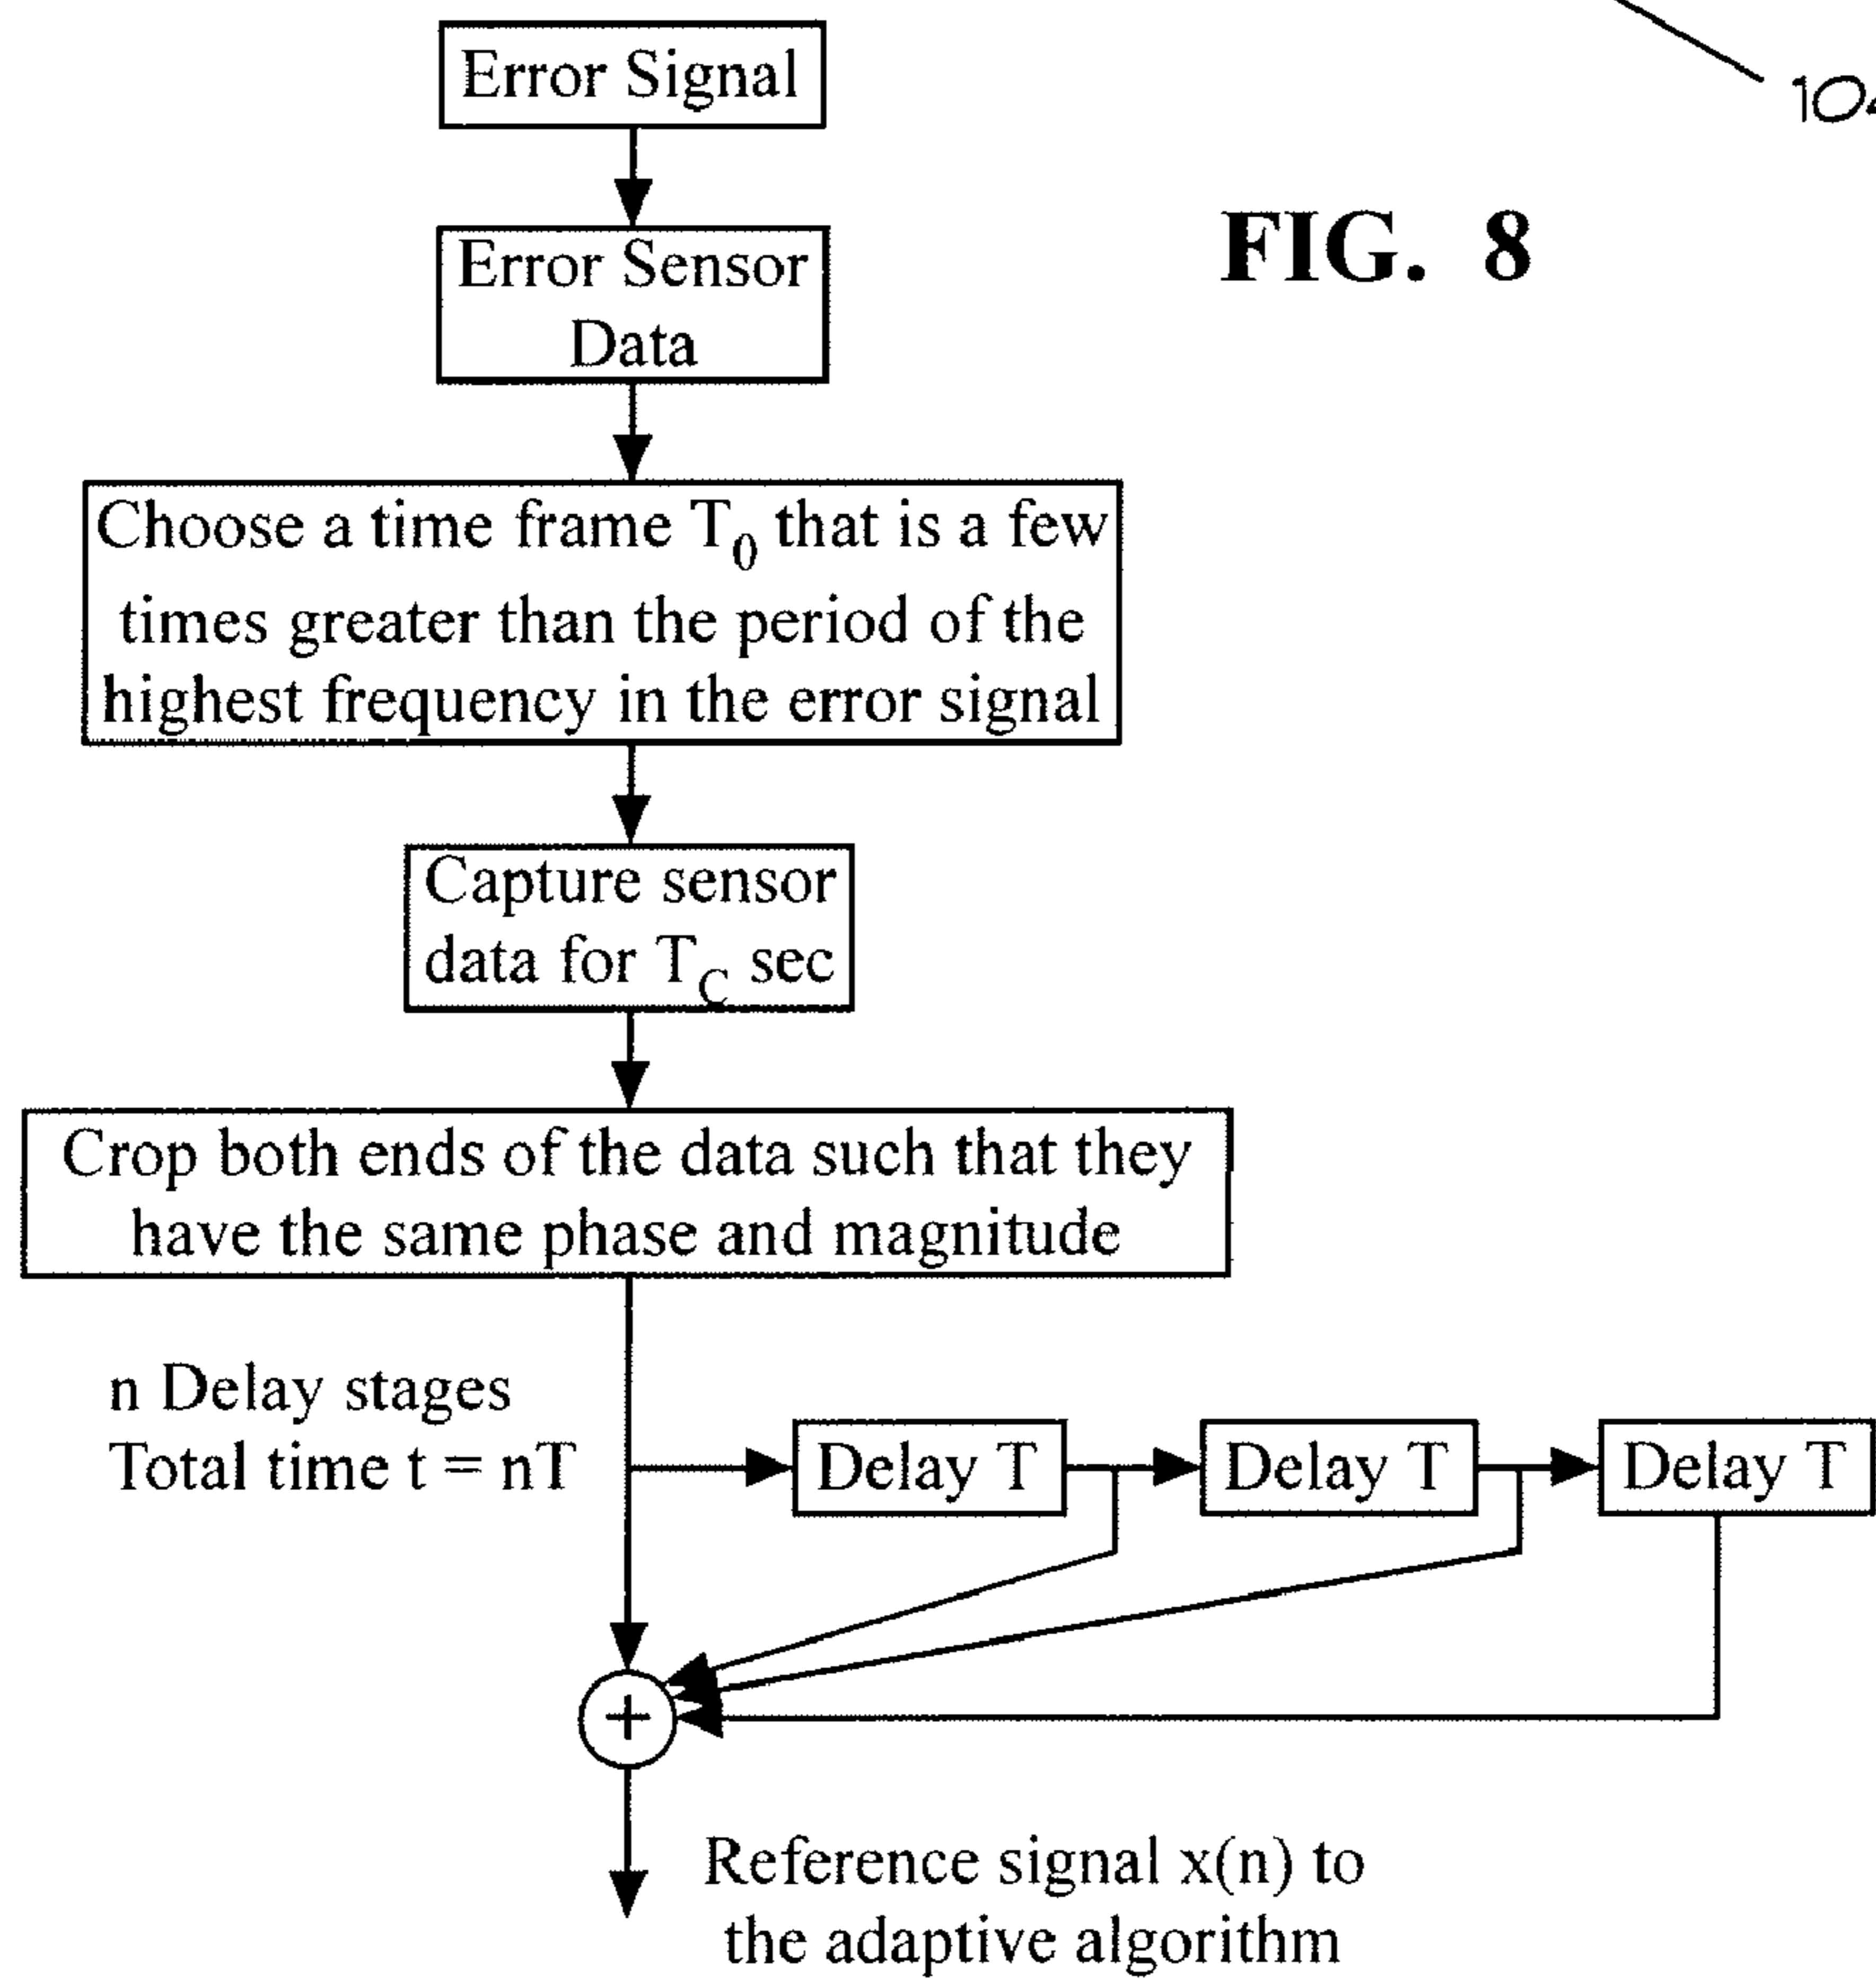 Error Signal
Error Sensor
Data
Choose a time frame T₀ that is a few
times greater than the period of the
highest frequency in the error signal
Capture sensor
data for T_C sec
Crop both ends of the data such that they
have the same phase and magnitude
n Delay stages
Total time t = nT
Delay T
Delay T
Delay T
+
Reference signal x(n) to
the adaptive algorithm
FIG. 8